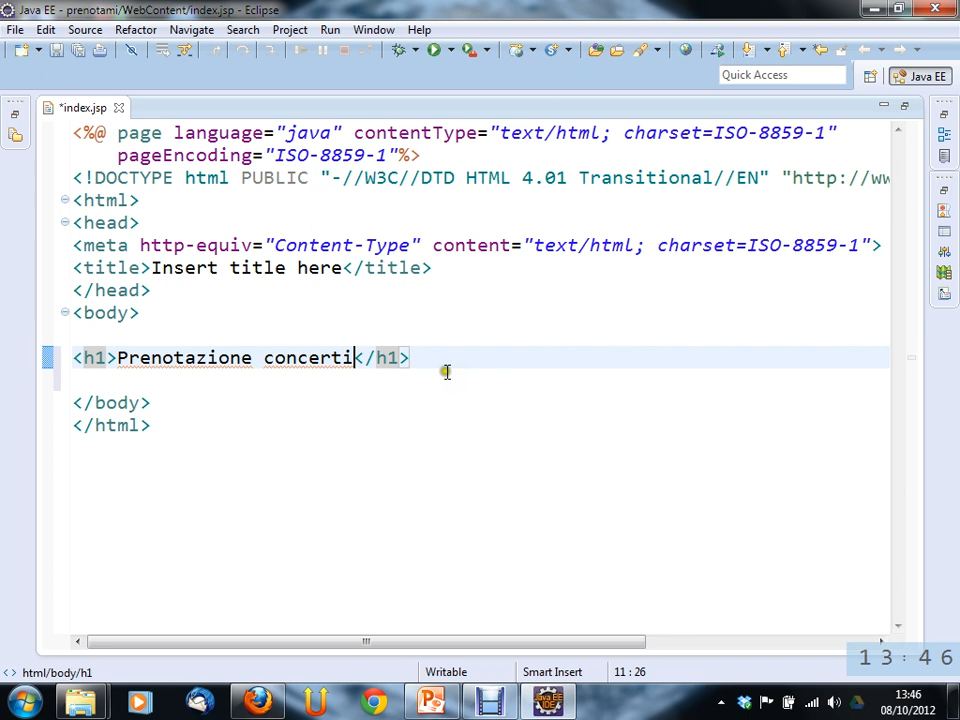 Java EE - prenotami/WebContent/index.jsp - Eclipse
File Edit Source Refactor Navigate Search Project Run Window Help
Quick Access
Java EE
*index.jsp
<%@ page language="java" contentType="text/html; charset=ISO-8859-1"
pageEncoding="ISO-8859-1"%>
<!DOCTYPE html PUBLIC "-//W3C//DTD HTML 4.01 Transitional//EN" "http://ww
<html>
<head>
<meta http-equiv="Content-Type" content="text/html; charset=ISO-8859-1">
<title>Insert title here</title>
</head>
<body>
<h1>Prenotazione concerti</h1>
</body>
</html>
13:46
html/body/h1
Writable
Smart Insert
11 : 26
Java EE
IDE
13:46
08/10/2012